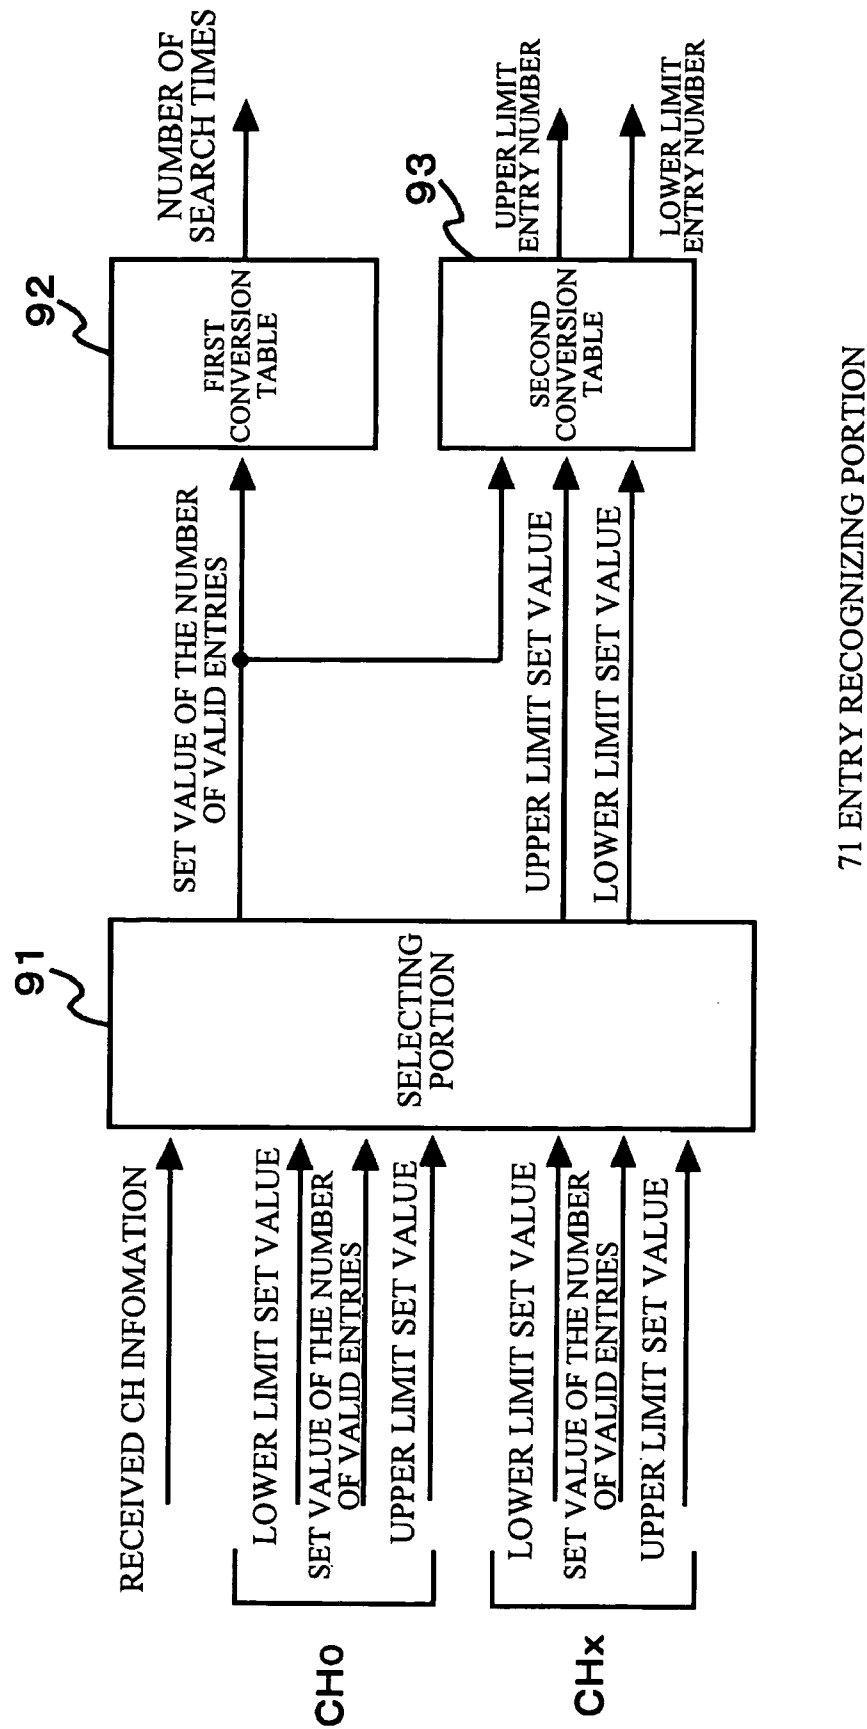 RECEIVED CH INFOMATION
CH0
LOWER LIMIT SET VALUE
SET VALUE OF THE NUMBER
OF VALID ENTRIES
UPPER LIMIT SET VALUE
CHx
LOWER LIMIT SET VALUE
SET VALUE OF THE NUMBER
OF VALID ENTRIES
UPPER LIMIT SET VALUE
91
SELECTING
PORTION
SET VALUE OF THE NUMBER
OF VALID ENTRIES
UPPER LIMIT SET VALUE
LOWER LIMIT SET VALUE
92
FIRST
CONVERSION
TABLE
93
SECOND
CONVERSION
TABLE
NUMBER OF
SEARCH TIMES
UPPER LIMIT
ENTRY NUMBER
LOWER LIMIT
ENTRY NUMBER
71 ENTRY RECOGNIZING PORTION